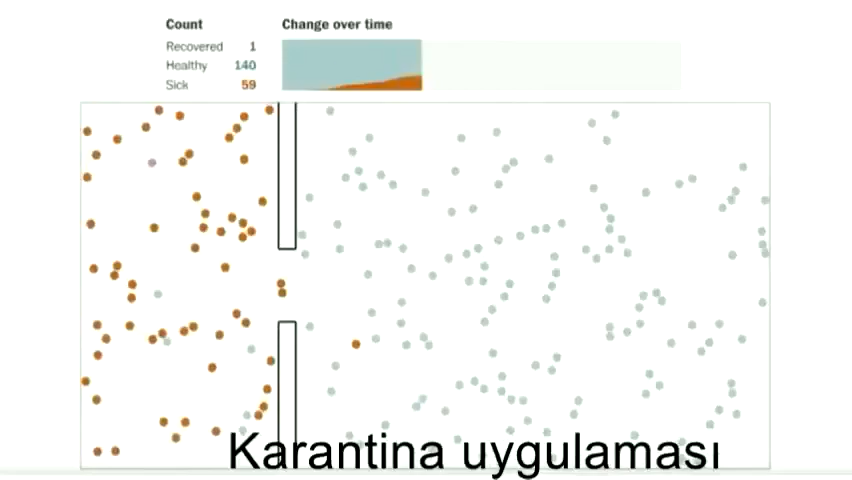 Count
Change over time
Recovered 1
Healthy 140
Sick 59
Karantina uygulaması